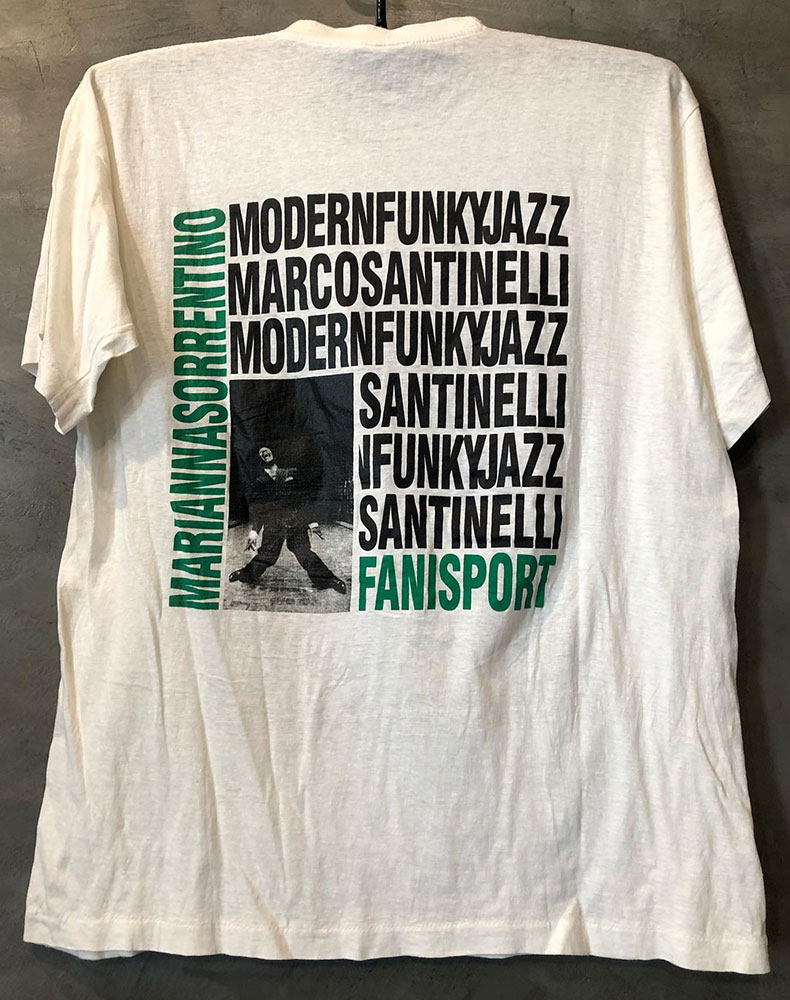 MARIANNASORRENTINO
MODERNFUNKYJAZZ
MARCOSANTINELLI
MODERNFUNKYJAZZ
SANTINELLI
NFUNKYJAZZ
SANTINELLI
FANISPORT